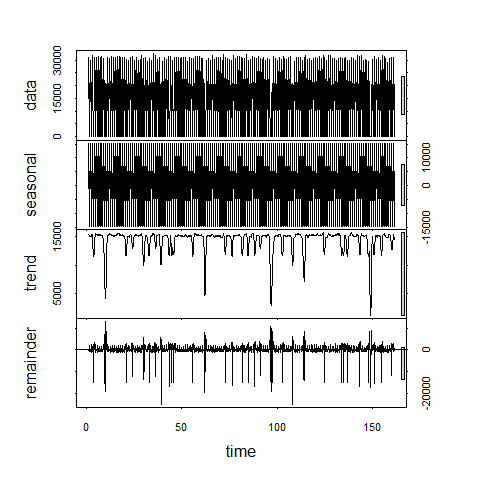 data
0 15000 30000
seasonal
-15000 0 10000
trend
5000 15000
remainder
-20000 0
0 50 100 150
time